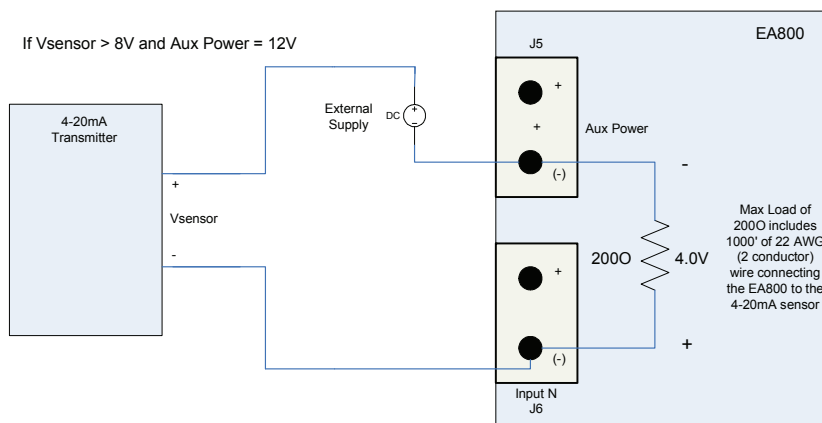 If Vsensor > 8V and Aux Power = 12V
EA800
J5
4-20mA
Transmitter
External
Supply
DC
+
-
+
+
(-)
Aux Power
+
Vsensor
-
-
200O
4.0V
+
Max Load of
200O includes
1000' of 22 AWG
(2 conductor)
wire connecting
the EA800 to the
4-20mA sensor
+
(-)
Input N
J6